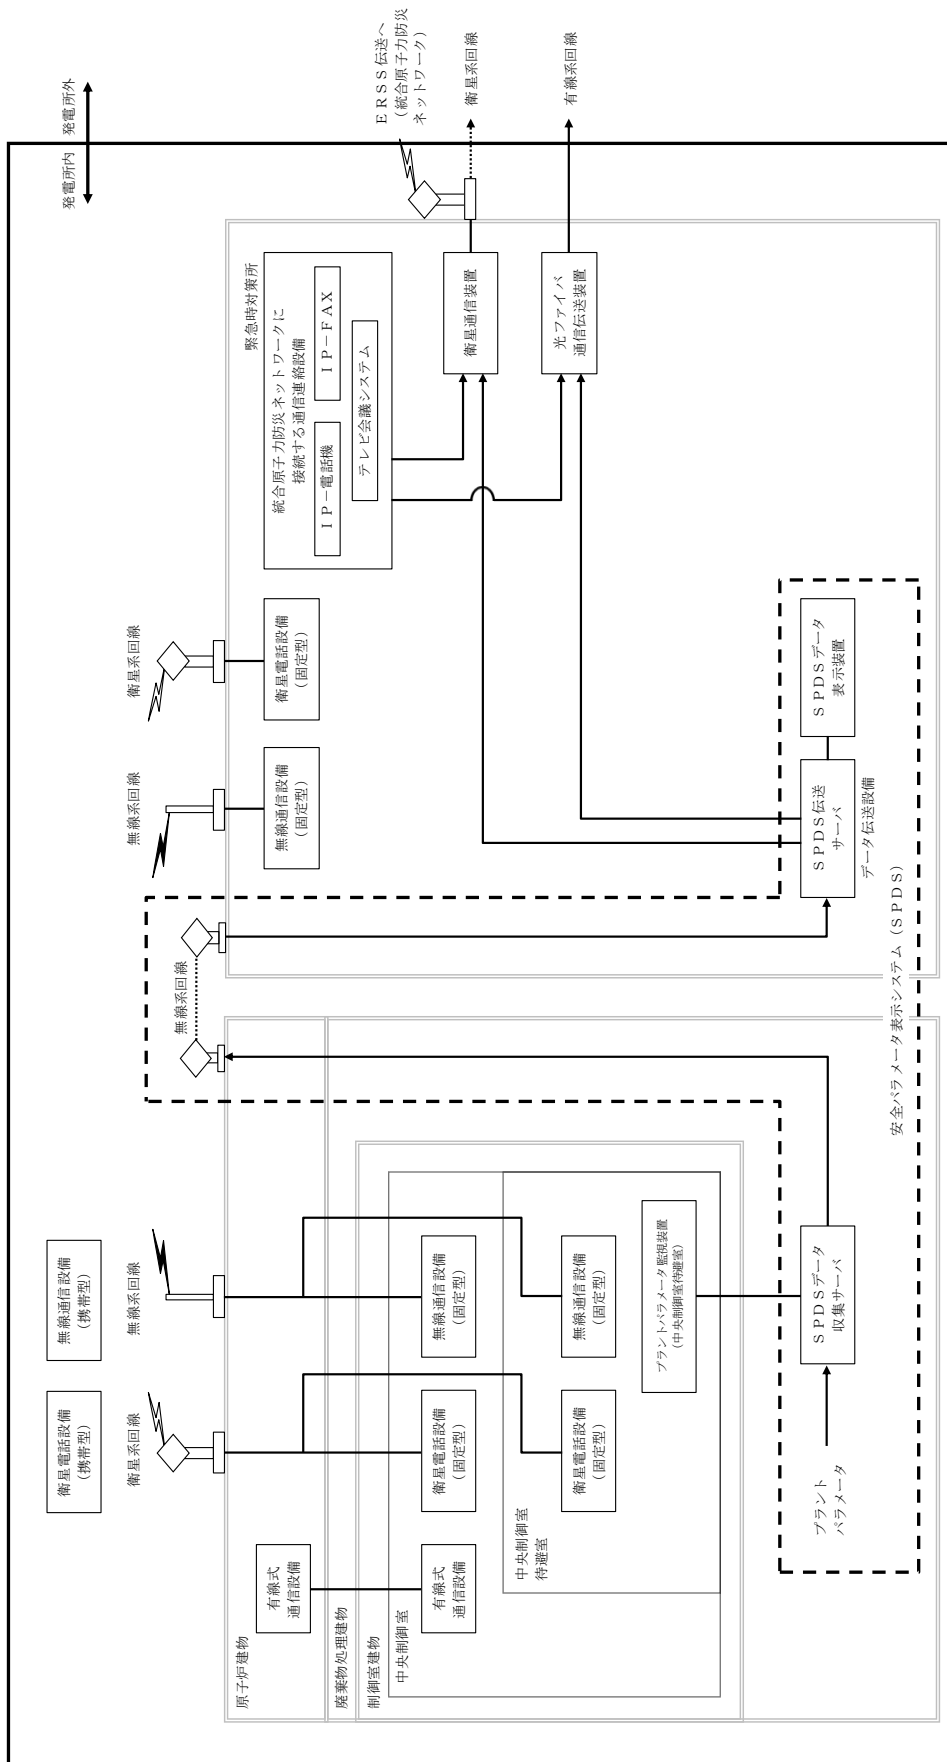 発電所内
発電所外
ERSS伝送へ
(統合原子力防災
ネットワーク)
衛星系回線
有線系回線
緊急時対策所
統合原子力防災ネットワークに
接続する通信連絡設備
IP-電話機
IP-FAX
テレビ会議システム
衛星通信装置
光ファイバ
通信伝送装置
衛星系回線
衛星電話設備
(固定型)
無線系回線
無線通信設備
(固定型)
SPDSデータ
表示装置
SPDS伝送
サーバ
データ伝送設備
無線系回線
安全パラメータ表示システム(SPDS)
無線通信設備
(携帯型)
無線系回線
衛星電話設備
(携帯型)
衛星系回線
無線通信設備
(固定型)
無線通信設備
(固定型)
プラントパラメータ監視装置
(中央制御室待避室)
SPDSデータ
収集サーバ
衛星電話設備
(固定型)
衛星電話設備
(固定型)
プラント
パラメータ
有線式
通信設備
有線式
通信設備
中央制御室
待避室
原子炉建物
廃棄物処理建物
制御室建物
中央制御室